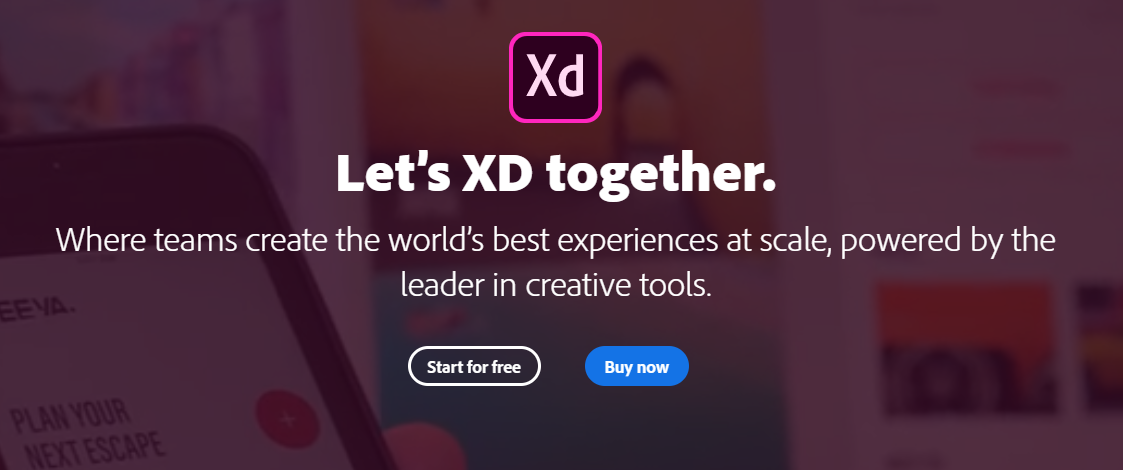 Xd
Let's XD together.
Where teams create the world's best experiences at scale, powered by the
leader in creative tools.
Start for free
Buy now
EEYA.
PLAN YOUR
NEXT ESCAPE